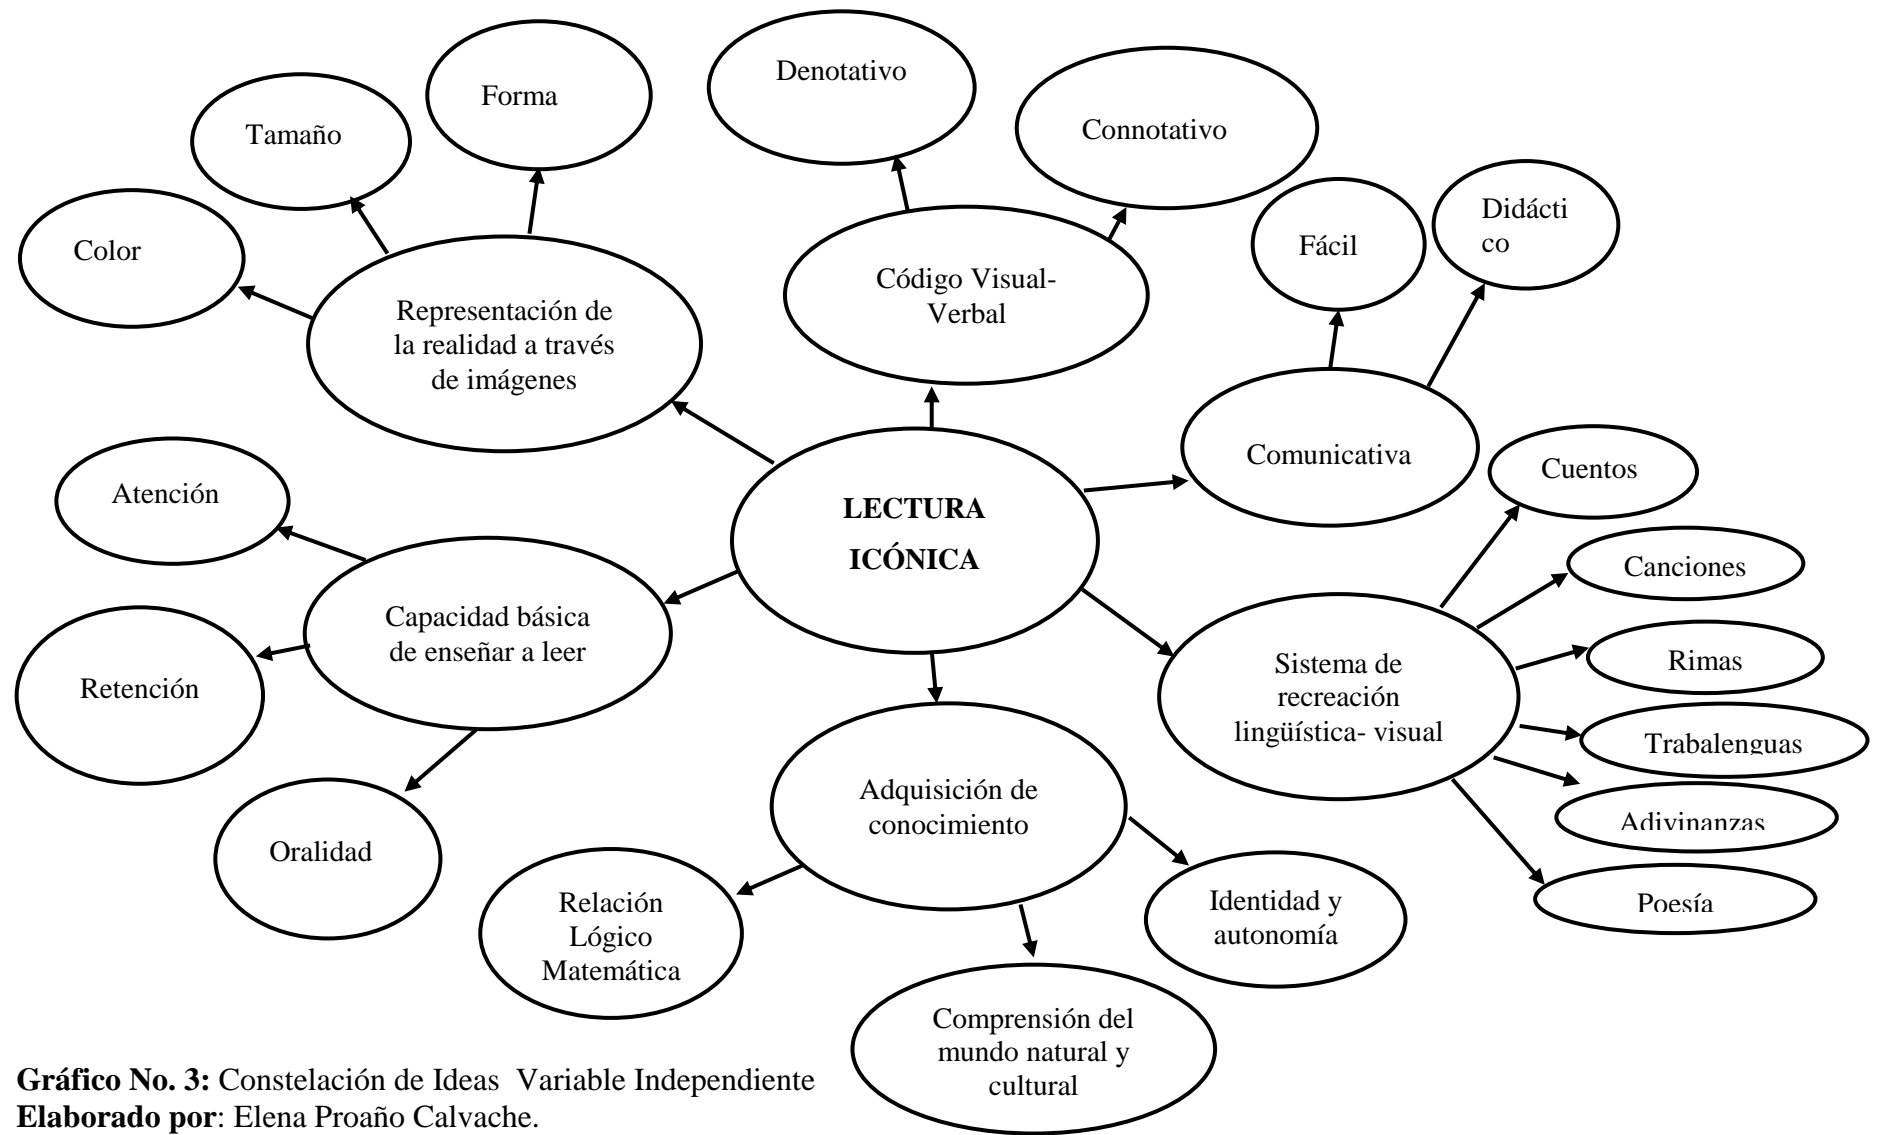 Forma
Denotativo
Tamaño
Connotativo
Color
Fácil
Didácti
co
Representación de
la realidad a través
de imágenes
Código Visual-
Verbal
Comunicativa
Cuentos
Atención
LECTURA
ICÓNICA
Canciones
Capacidad básica
de enseñar a leer
Retención
Sistema de
recreación
lingüística- visual
Rimas
Trabalenguas
Adivinanzas
Poesía
Oralidad
Adquisición de
conocimiento
Relación
Lógico
Matemática
Identidad y
autonomía
Comprensión del
mundo natural y
cultural
Gráfico No. 3: Constelación de Ideas  Variable Independiente
Elaborado por: Elena Proaño Calvache.